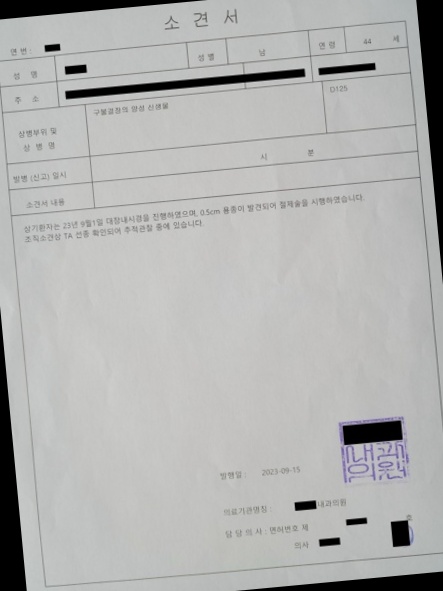 소 견 서
연 번 :
성 명
성 별
남
연 령
44
세
주 소
상병부위 및
상 병 명
구불결장의 양성 신생물
D125
발병 (신고) 일시
시 분
소견서 내용
상기환자는 23년 9월1일 대장내시경을 진행하였으며, 0.5cm 용종이 발견되어 절제술을 시행하였습니다.
조직소견상 TA 선종 확인되어 추적관찰 중에 있습니다.
내과
의원
발행일 : 2023-09-15
의료기관명칭 : 내과의원
담 당 의 사 : 면허번호 제 호
의사